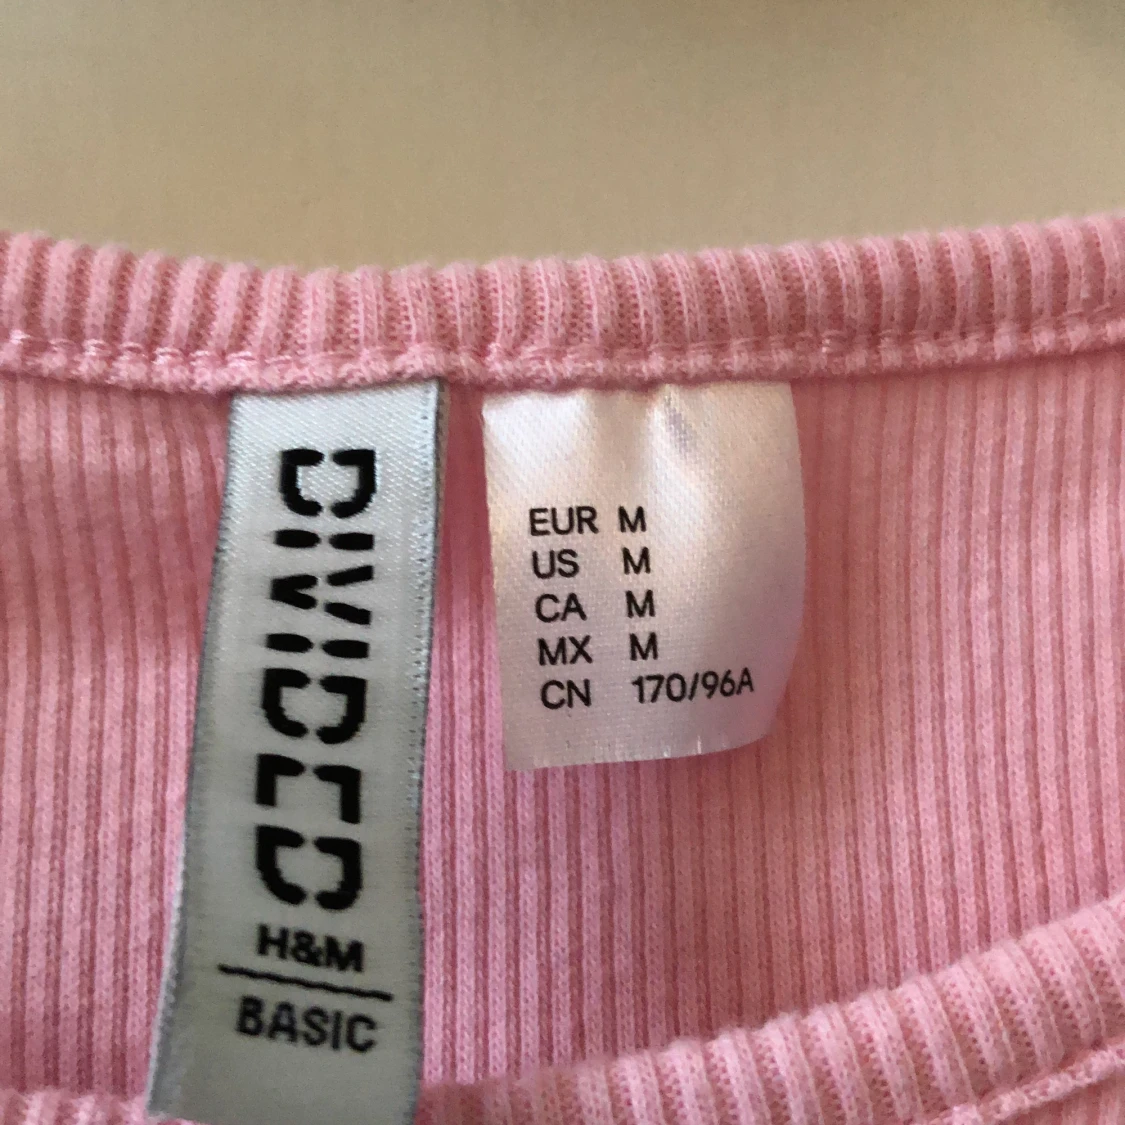 DIVIDED
H&M
BASIC
EUR M
US M
CA M
MX M
CN 170/96A